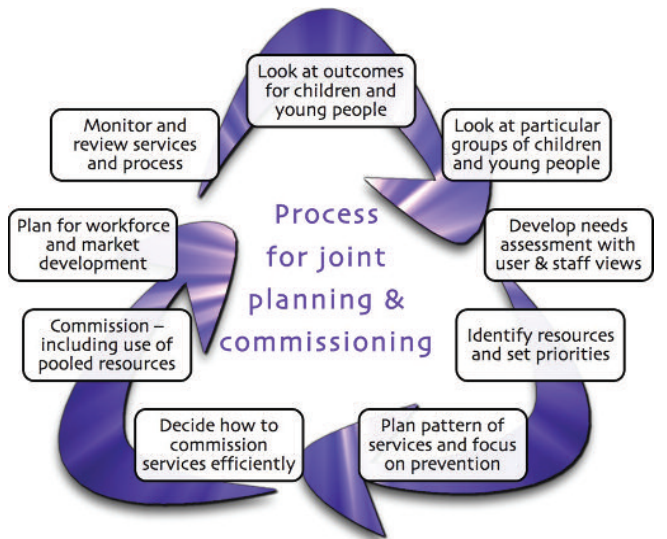 Look at outcomes
for children and
young people
Look at particular
groups of children
and young people
Develop needs
assessment with
user & staff views
Identify resources
and set priorities
Plan pattern of
services and focus
on prevention
Decide how to
commission
services efficiently
Commission –
including use of
pooled resources
Plan for workforce
and market
development
Monitor and
review services
and process
Process
for joint
planning &
commissioning